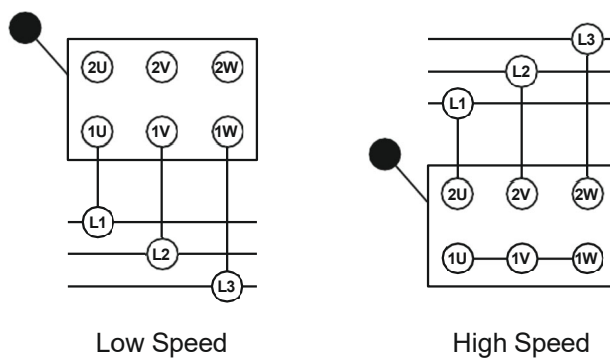 2U 2V 2W
1U 1V 1W
L1
L2
L3
Low Speed
L3
L2
L1
2U 2V 2W
1U 1V 1W
High Speed